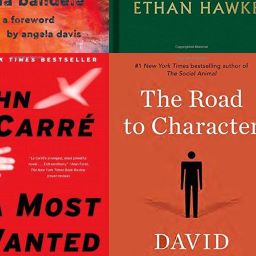 a bandele
a foreword
by angela davis
ETHAN HAWKE
TIMES BESTSELLER
HN
CARRÉ
A MOST
WANTED
#1 New York Times bestselling author of
The Social Animal
The Road
to Character
DAVID